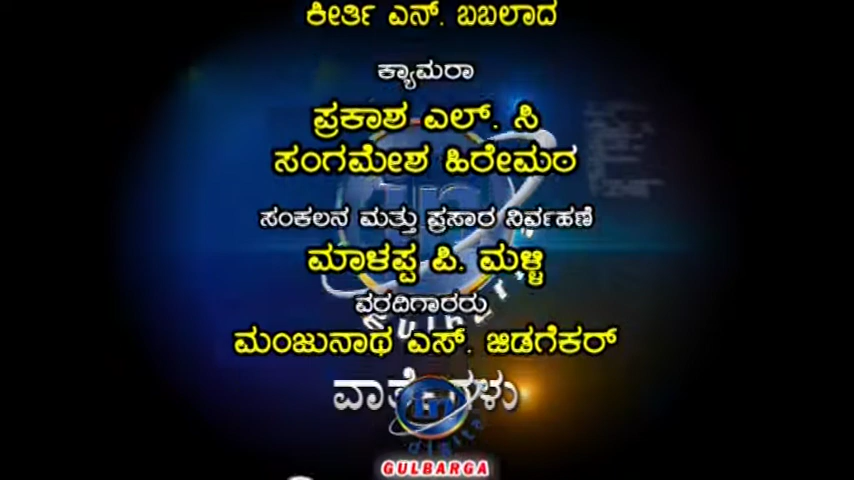 ಕೀರ್ತಿ ಎನ್. ಬಬಲಾದ
ಕ್ಯಾಮರಾ
ಪ್ರಕಾಶ ಎಲ್. ಸಿ
ಸಂಗಮೇಶ ಹಿರೇಮಠ
ಸಂಕಲನ ಮತ್ತು ಪ್ರಸಾರ ನಿರ್ವಹಣೆ
ಮಾಳಪ್ಪ ಪಿ. ಮಳ್ಳಿ
ವರದಿಗಾರರು
ಮಂಜುನಾಥ ಎಸ್. ಜಿಡಗೆಕರ್
GULBARGA